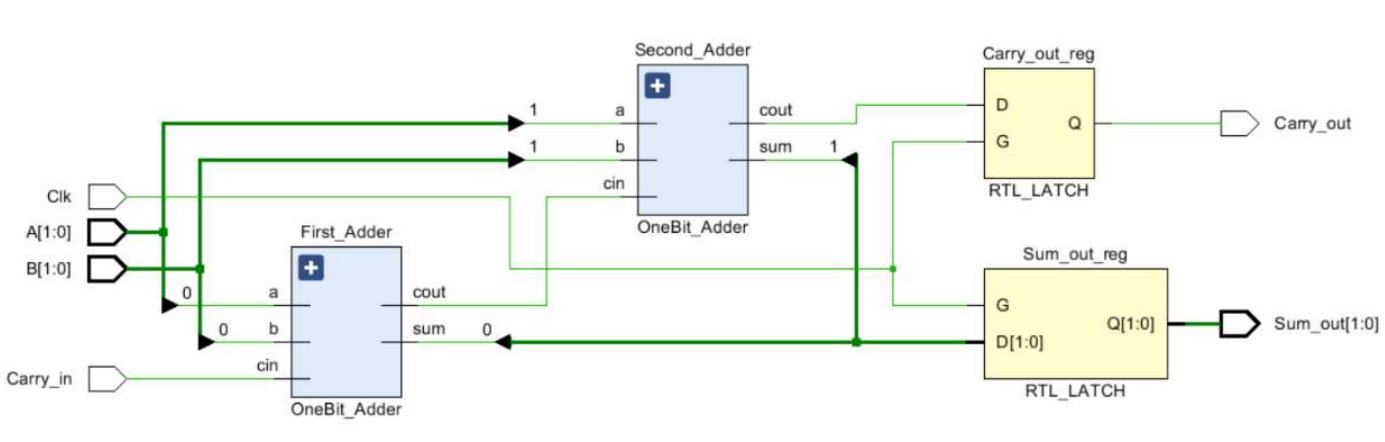 Second_Adder
Carry_out_reg
1
a
cout
D
Q
Carry_out
1
b
sum
1
G
cin
RTL_LATCH
OneBit_Adder
Clk
A[1:0]
B[1:0]
First_Adder
Sum_out_reg
0
a
cout
G
0
b
sum
0
D[1:0]
Q[1:0]
Sum_out[1:0]
cin
Carry_in
RTL_LATCH
OneBit_Adder